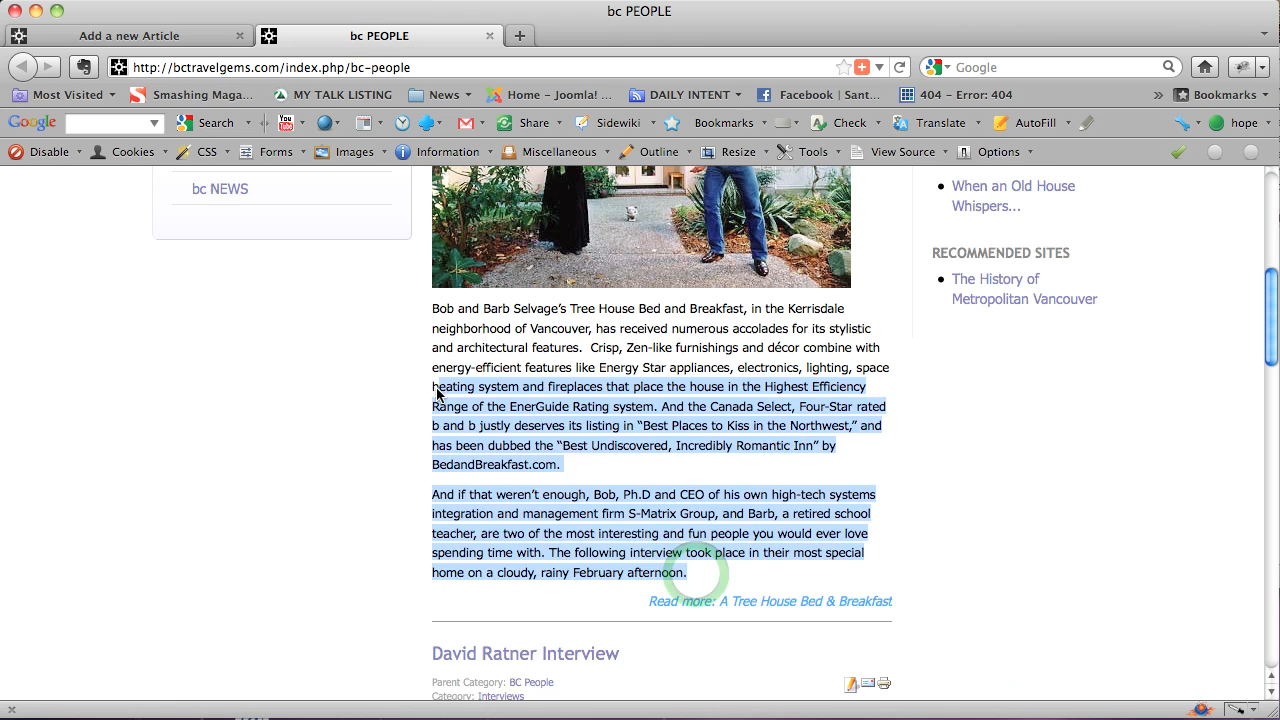 bc PEOPLE
Add a new Article
bc PEOPLE
http://bctravelgems.com/index.php/bc-people
Google
Most Visited
Smashing Maga...
MY TALK LISTING
News
Home – Joomla! ...
DAILY INTENT
Facebook | Sant...
404 – Error: 404
»
Bookmarks
Google
Search
Share
Sidewiki
Bookmarks
Check
Translate
AutoFill
hope
Disable
Cookies
CSS
Forms
Images
Information
Miscellaneous
Outline
Resize
Tools
View Source
Options
bc NEWS
When an Old House
Whispers...
RECOMMENDED SITES
The History of
Metropolitan Vancouver
Bob and Barb Selvage’s Tree House Bed and Breakfast, in the Kerrisdale
neighborhood of Vancouver, has received numerous accolades for its stylistic
and architectural features.  Crisp, Zen-like furnishings and décor combine with
energy-efficient features like Energy Star appliances, electronics, lighting, space
heating system and fireplaces that place the house in the Highest Efficiency
Range of the EnerGuide Rating system. And the Canada Select, Four-Star rated
b and b justly deserves its listing in “Best Places to Kiss in the Northwest,” and
has been dubbed the “Best Undiscovered, Incredibly Romantic Inn” by
BedandBreakfast.com.
And if that weren’t enough, Bob, Ph.D and CEO of his own high-tech systems
integration and management firm S-Matrix Group, and Barb, a retired school
teacher, are two of the most interesting and fun people you would ever love
spending time with. The following interview took place in their most special
home on a cloudy, rainy February afternoon.
Read more: A Tree House Bed & Breakfast
David Ratner Interview
Parent Category: BC People
Category: Interviews